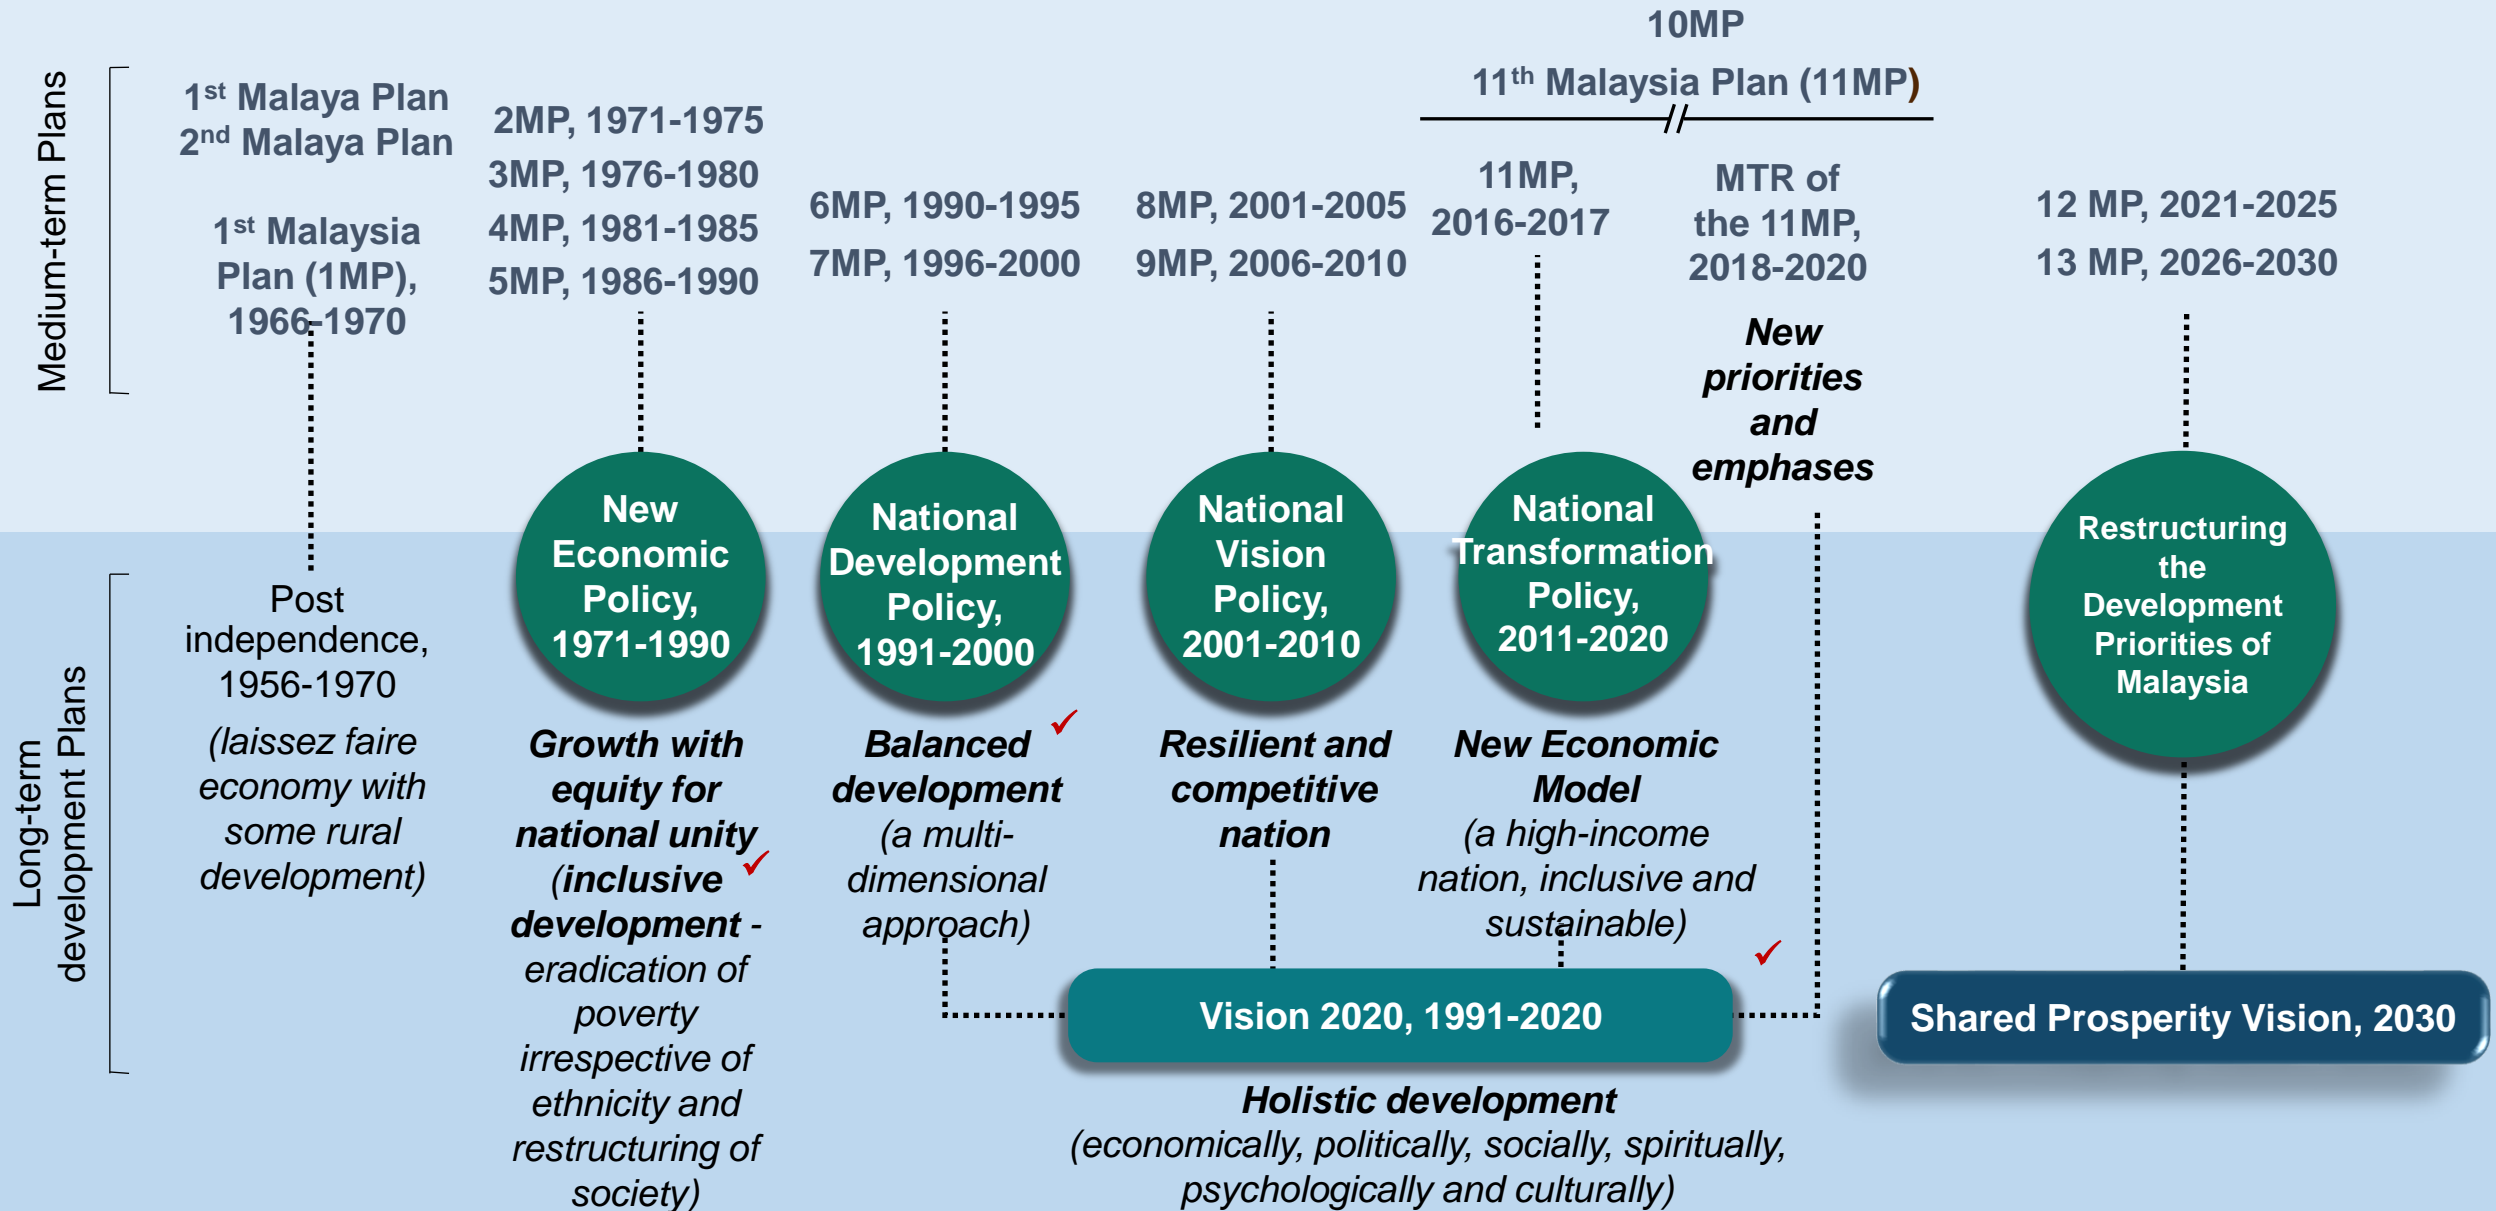 Medium-term Plans
1st Malaya Plan
2nd Malaya Plan
1st Malaysia
Plan (1MP),
1966-1970
2MP, 1971-1975
3MP, 1976-1980
4MP, 1981-1985
5MP, 1986-1990
6MP, 1990-1995
7MP, 1996-2000
8MP, 2001-2005
9MP, 2006-2010
10MP
11th Malaysia Plan (11MP)
11MP,
2016-2017
MTR of
the 11MP,
2018-2020
New
priorities
and
emphases
12 MP, 2021-2025
13 MP, 2026-2030
Long-term
development Plans
Post
independence,
1956-1970
(laissez faire
economy with
some rural
development)
New
Economic
Policy,
1971-1990
Growth with
equity for
national unity
(inclusive
development -
eradication of
poverty
irrespective of
ethnicity and
restructuring of
society)
National
Development
Policy,
1991-2000
Balanced
development
(a multi-
dimensional
approach)
National
Vision
Policy,
2001-2010
Resilient and
competitive
nation
National
Transformation
Policy,
2011-2020
New Economic
Model
(a high-income
nation, inclusive and
sustainable)
Vision 2020, 1991-2020
Holistic development
(economically, politically, socially, spiritually,
psychologically and culturally)
Restructuring
the
Development
Priorities of
Malaysia
Shared Prosperity Vision, 2030